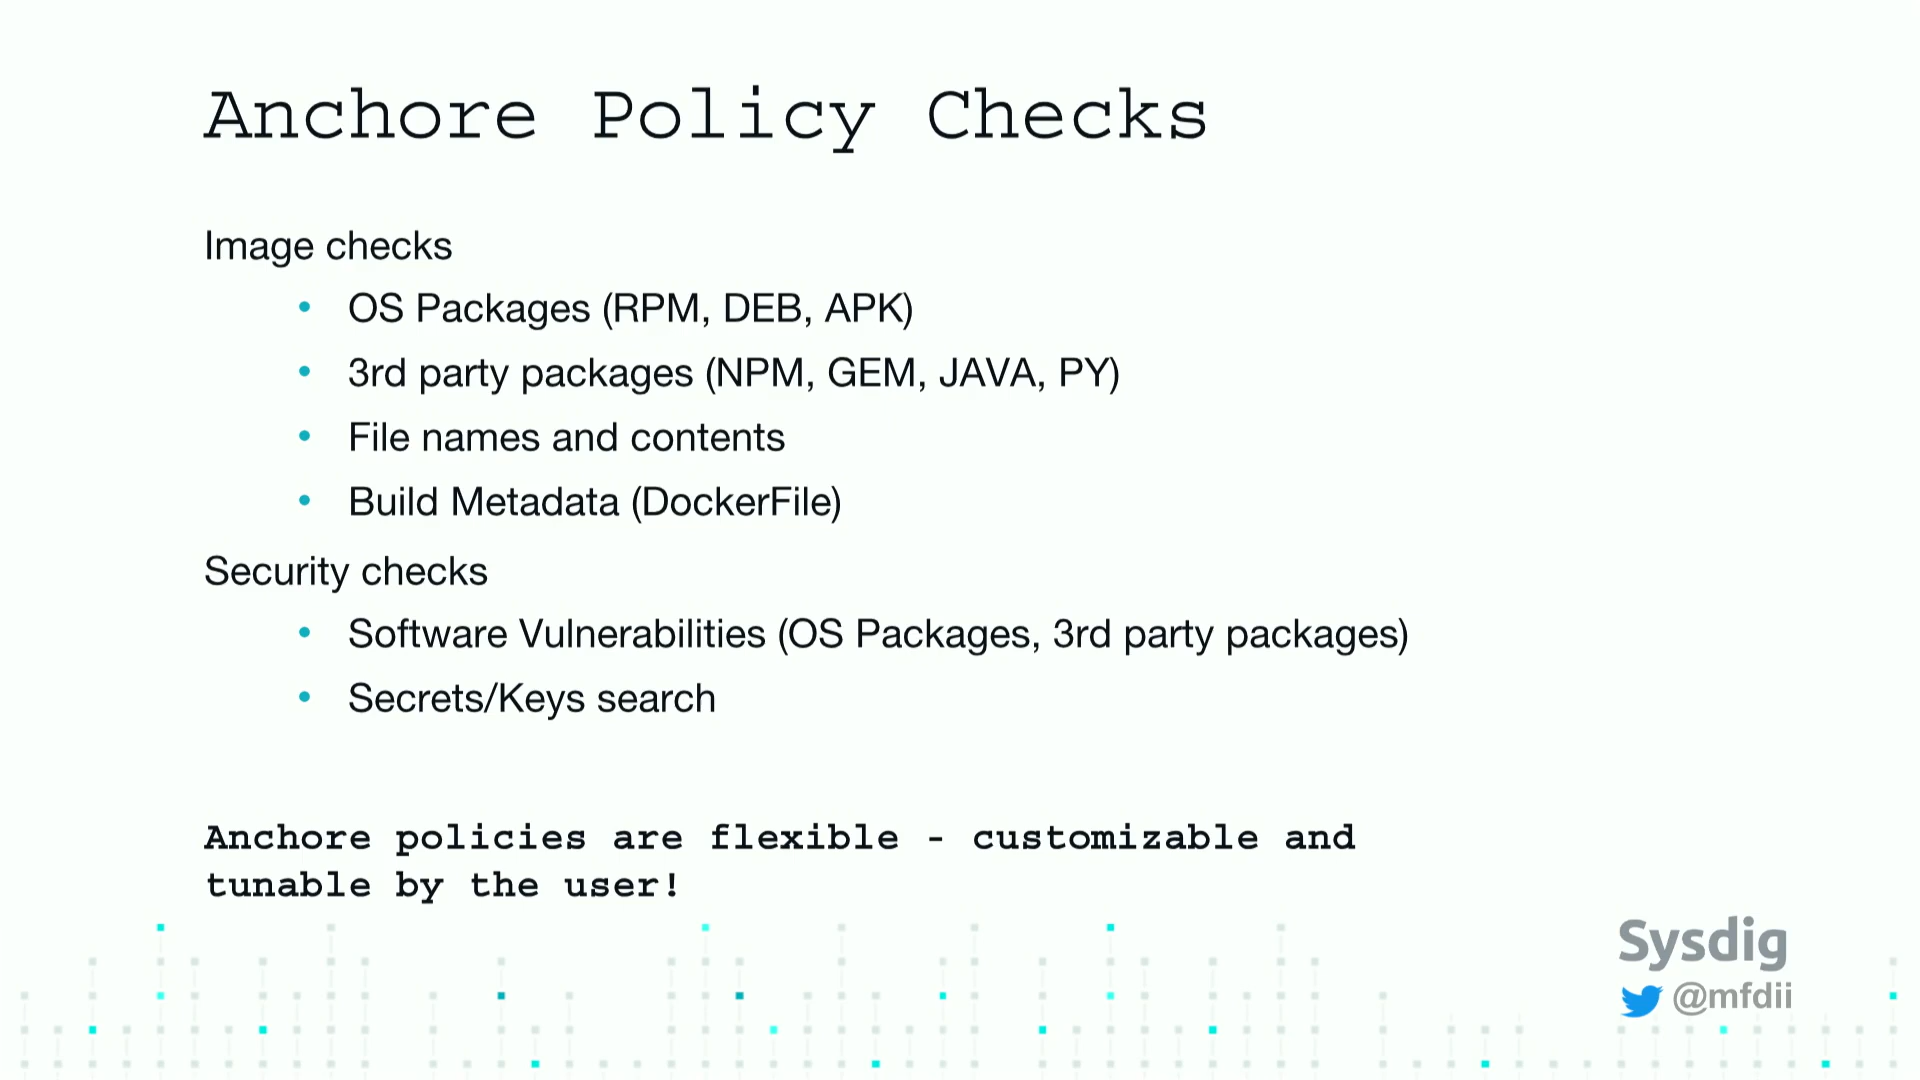 Anchore Policy Checks
Image checks
• OS Packages (RPM, DEB, APK)
• 3rd party packages (NPM, GEM, JAVA, PY)
• File names and contents
• Build Metadata (DockerFile)
Security checks
• Software Vulnerabilities (OS Packages, 3rd party packages)
• Secrets/Keys search
Anchore policies are flexible - customizable and
tunable by the user!
Sysdig
@mfdii